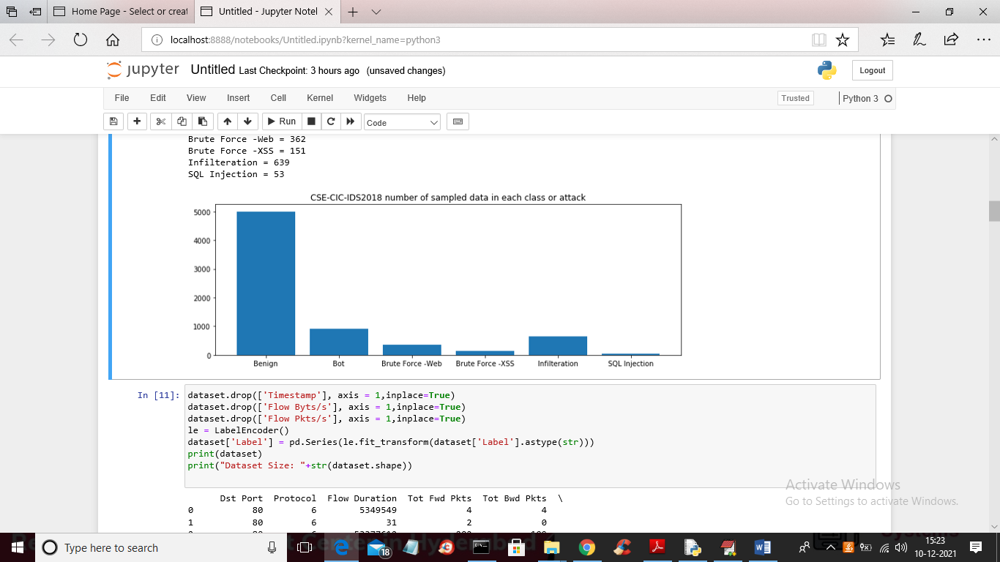 Home Page - Select or creat
Untitled - Jupyter Notel
localhost:8888/notebooks/Untitled.ipynb?kernel_name=python3
jupyter Untitled Last Checkpoint: 3 hours ago (unsaved changes)
Logout
File Edit View Insert Cell Kernel Widgets Help
Trusted
Python 3
Run
Code
Brute Force -Web = 362
Brute Force -XSS = 151
Infilteration = 639
SQL Injection = 53
CSE-CIC-IDS2018 number of sampled data in each class or attack
5000
4000
3000
2000
1000
0
Benign Bot Brute Force -Web Brute Force -XSS Infilteration SQL Injection
In [11]:
dataset.drop(['Timestamp'], axis = 1,inplace=True)
dataset.drop(['Flow Byts/s'], axis = 1,inplace=True)
dataset.drop(['Flow Pkts/s'], axis = 1,inplace=True)
le = LabelEncoder()
dataset['Label'] = pd.Series(le.fit_transform(dataset['Label'].astype(str)))
print(dataset)
print("Dataset Size: "+str(dataset.shape))
Dst Port Protocol Flow Duration Tot Fwd Pkts Tot Bwd Pkts \
0 80 6 5349549 4 4
1 80 6 31 2 0
Activate Windows
Go to Settings to activate Windows.
Type here to search
18
15:23
10-12-2021